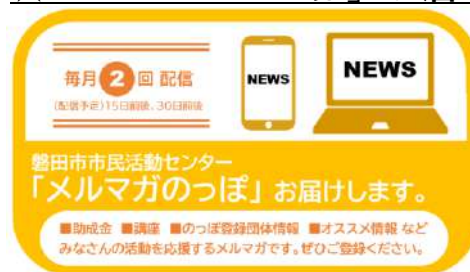 毎月2回 配信
(配信予定)15日前後、30日前後
NEWS
NEWS
磐田市市民活動センター
「メルマガのっぽ」お届けします。
■助成金 ■講座 ■のっぽ登録団体情報 ■オススメ情報 など
みなさんの活動を応援するメルマガです。ぜひご登録ください。